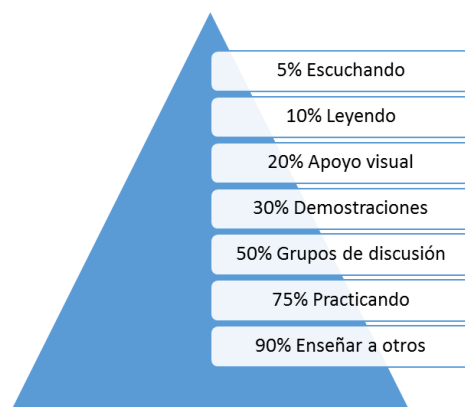 5% Escuchando
10% Leyendo
20% Apoyo visual
30% Demostraciones
50% Grupos de discusión
75% Practicando
90% Enseñar a otros